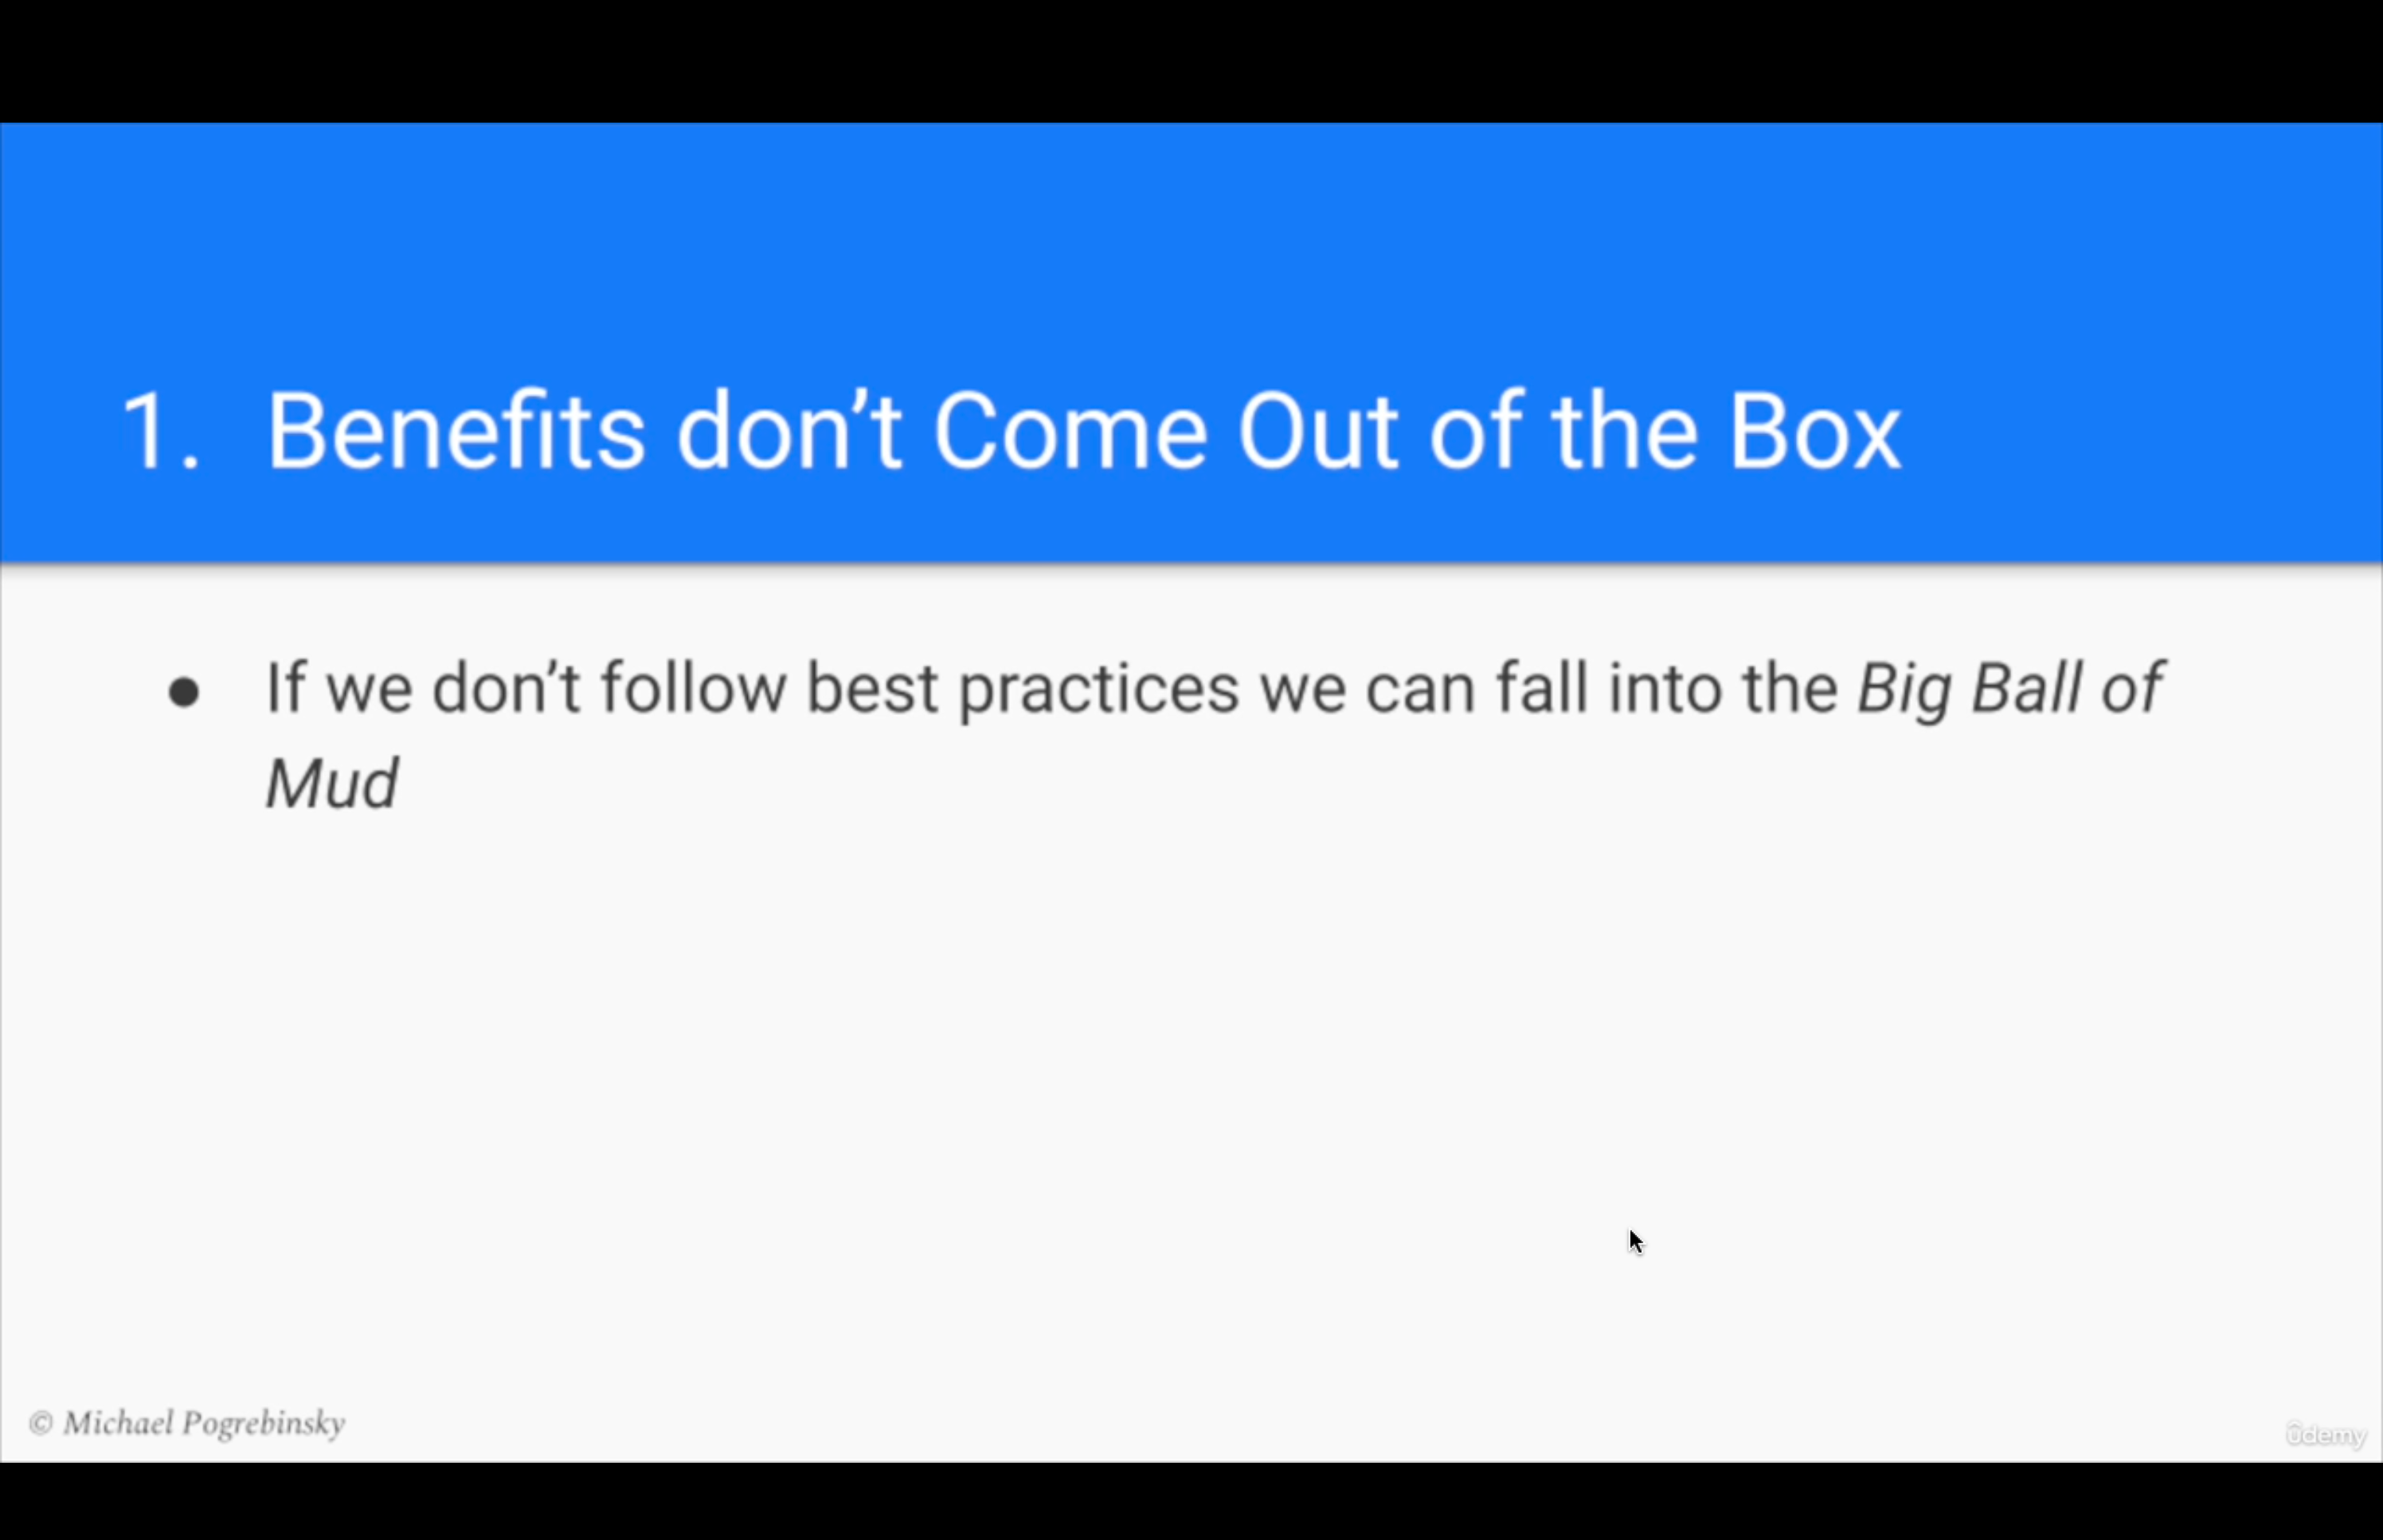 1. Benefits don’t Come Out of the Box
● If we don’t follow best practices we can fall into the Big Ball of
Mud
© Michael Pogrebinsky
ûdemy